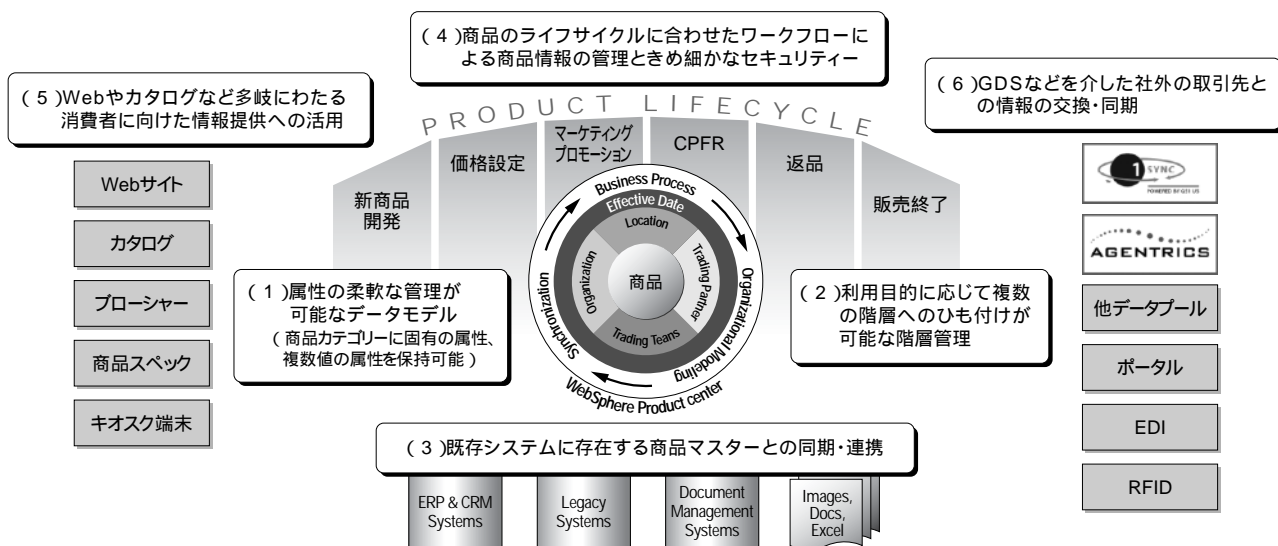 (4)商品のライフサイクルに合わせたワークフローに
よる商品情報の管理ときめ細かなセキュリティー
(5)Webやカタログなど多岐にわたる
消費者に向けた情報提供への活用
(6)GDSなどを介した社外の取引先と
の情報の交換・同期
PRODUCT LIFECYCLE
新商品
開発
価格設定
マーケティング
プロモーション
CPFR
返品
販売終了
Webサイト
カタログ
ブローシャー
商品スペック
キオスク端末
Business Process
Effective Date
Location
Organization
商品
Trading Partner
Trading Teans
Synchronization
Organizational Modeling
WebSphere Product center
(1)属性の柔軟な管理が
可能なデータモデル
(商品カテゴリーに固有の属性、
複数値の属性を保持可能)
(2)利用目的に応じて複数
の階層へのひも付けが
可能な階層管理
1 SYNC
POWERED BY GS1 US
AGENTRICS
他データプール
ポータル
EDI
RFID
(3)既存システムに存在する商品マスターとの同期・連携
ERP & CRM
Systems
Legacy
Systems
Document
Management
Systems
Images,
Docs,
Excel